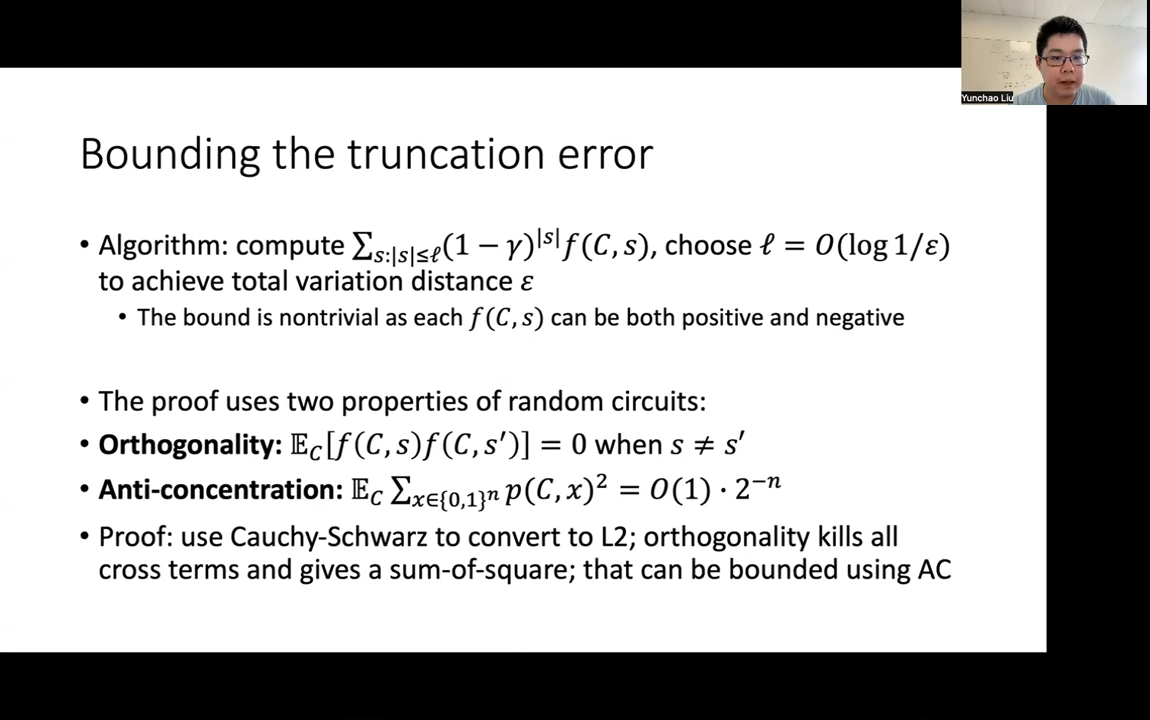 Yunchao Liu
Bounding the truncation error
• Algorithm: compute ∑_{s:|s|≤ℓ}(1 − γ)^{|s|} f(C, s), choose ℓ = O(log 1/ε)
to achieve total variation distance ε
• The bound is nontrivial as each f(C, s) can be both positive and negative
• The proof uses two properties of random circuits:
• Orthogonality: 𝔼_C[f(C, s)f(C, s′)] = 0 when s ≠ s′
• Anti-concentration: 𝔼_C ∑_{x∈{0,1}^n} p(C, x)² = O(1) · 2^{−n}
• Proof: use Cauchy-Schwarz to convert to L2; orthogonality kills all
cross terms and gives a sum-of-square; that can be bounded using AC